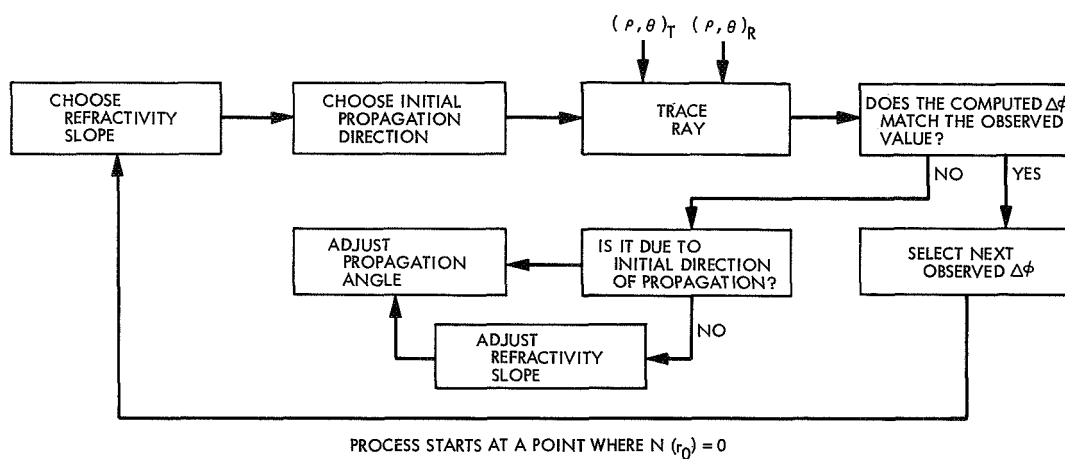 (ρ, θ)T (ρ, θ)R
CHOOSE
REFRACTIVITY
SLOPE
CHOOSE INITIAL
PROPAGATION
DIRECTION
TRACE
RAY
DOES THE COMPUTED Δϕ
MATCH THE OBSERVED
VALUE?
NO
YES
ADJUST
PROPAGATION
ANGLE
IS IT DUE TO
INITIAL DIRECTION
OF PROPAGATION?
SELECT NEXT
OBSERVED Δϕ
NO
ADJUST
REFRACTIVITY
SLOPE
PROCESS STARTS AT A POINT WHERE N (r0) = 0